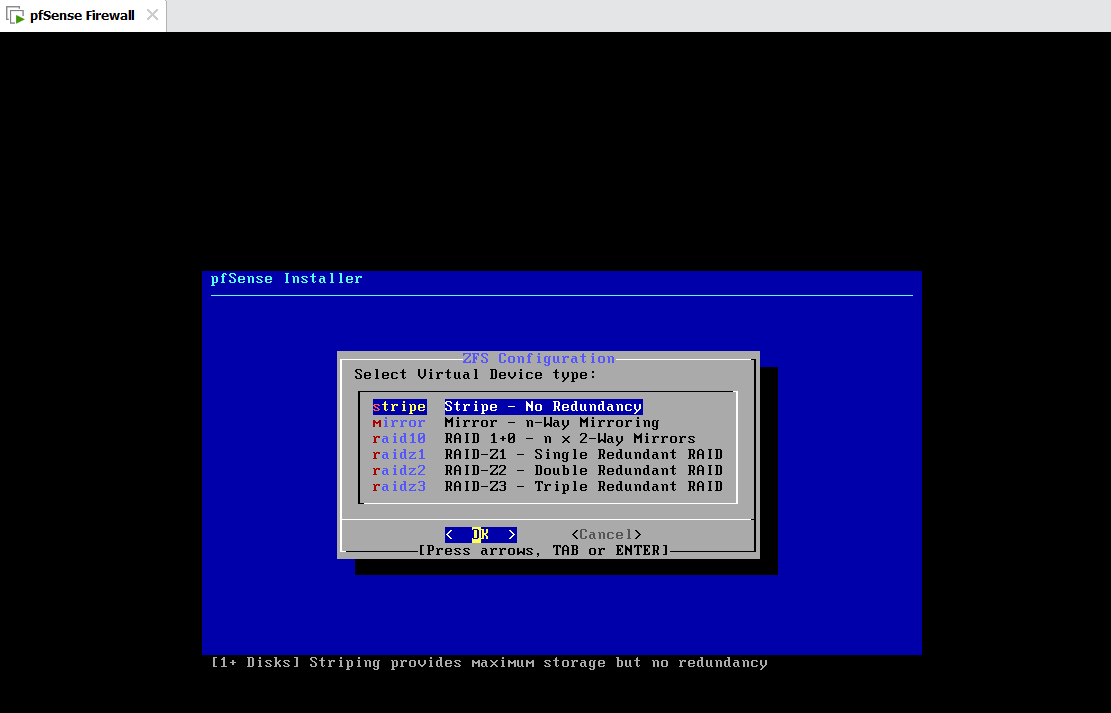 pfSense Firewall
pfSense Installer
ZFS Configuration
Select Virtual Device type:
stripe Stripe - No Redundancy
mirror Mirror - n-Way Mirroring
raid10 RAID 1+0 - n x 2-Way Mirrors
raidz1 RAID-Z1 - Single Redundant RAID
raidz2 RAID-Z2 - Double Redundant RAID
raidz3 RAID-Z3 - Triple Redundant RAID
< OK > <Cancel>
[Press arrows, TAB or ENTER]
[1+ Disks] Striping provides maximum storage but no redundancy